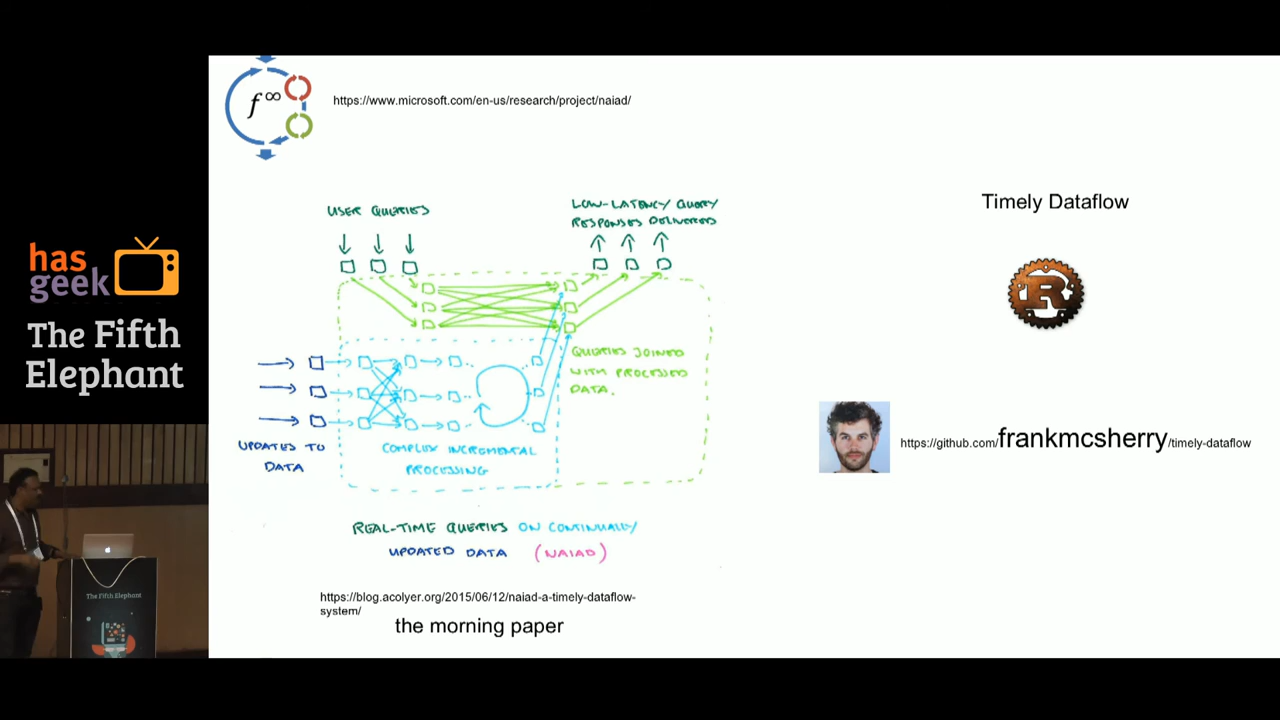 f∞
https://www.microsoft.com/en-us/research/project/naiad/
USER QUERIES
LOW-LATENCY QUERY
RESPONSES DELIVERED
QUERIES JOINED
WITH PROCESSED
DATA.
UPDATES TO
DATA
COMPLEX INCREMENTAL
PROCESSING
REAL-TIME QUERIES ON CONTINUALLY
UPDATED DATA (NAIAD)
https://blog.acolyer.org/2015/06/12/naiad-a-timely-dataflow-
system/
the morning paper
Timely Dataflow
R
https://github.com/frankmcsherry/timely-dataflow
has
geek
The Fifth
Elephant
The Fifth Elephant